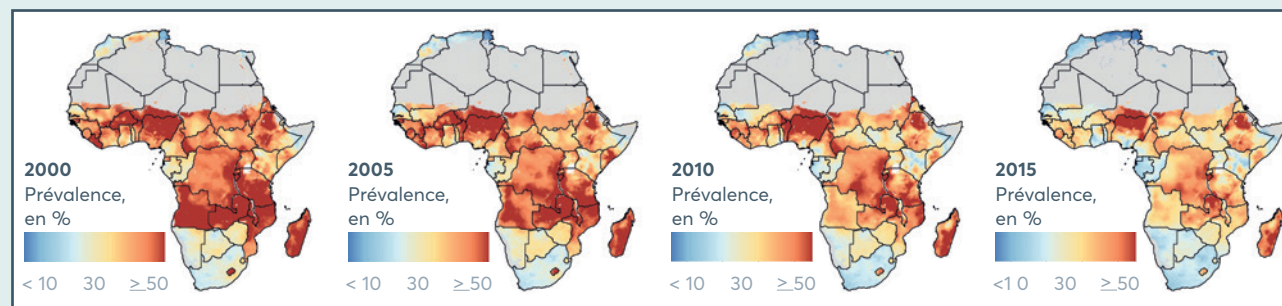 2000
Prévalence,
en %
< 10 30 ≥50
2005
Prévalence,
en %
< 10 30 ≥50
2010
Prévalence,
en %
< 10 30 ≥50
2015
Prévalence,
en %
<1 0 30 ≥50